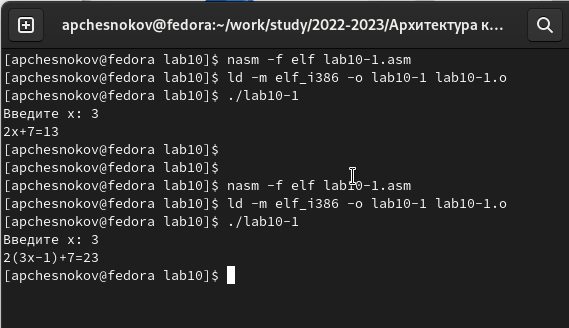 apchesnokov@fedora:~/work/study/2022-2023/Архитектура к...
[apchesnokov@fedora lab10]$ nasm -f elf lab10-1.asm
[apchesnokov@fedora lab10]$ ld -m elf_i386 -o lab10-1 lab10-1.o
[apchesnokov@fedora lab10]$ ./lab10-1
Введите x: 3
2x+7=13
[apchesnokov@fedora lab10]$
[apchesnokov@fedora lab10]$
[apchesnokov@fedora lab10]$ nasm -f elf lab10-1.asm
[apchesnokov@fedora lab10]$ ld -m elf_i386 -o lab10-1 lab10-1.o
[apchesnokov@fedora lab10]$ ./lab10-1
Введите x: 3
2(3x-1)+7=23
[apchesnokov@fedora lab10]$